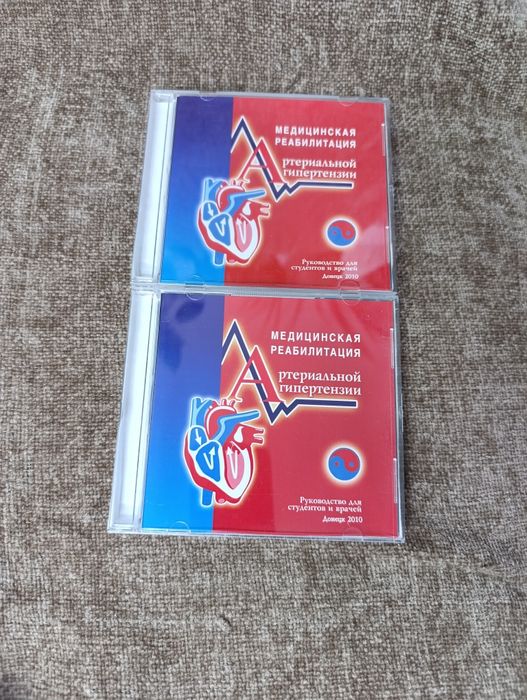 МЕДИЦИНСКАЯ
РЕАБИЛИТАЦИЯ
Артериальной
гипертензии
Руководство для
студентов и врачей
Донецк 2010
МЕДИЦИНСКАЯ
РЕАБИЛИТАЦИЯ
Артериальной
гипертензии
Руководство для
студентов и врачей
Донецк 2010